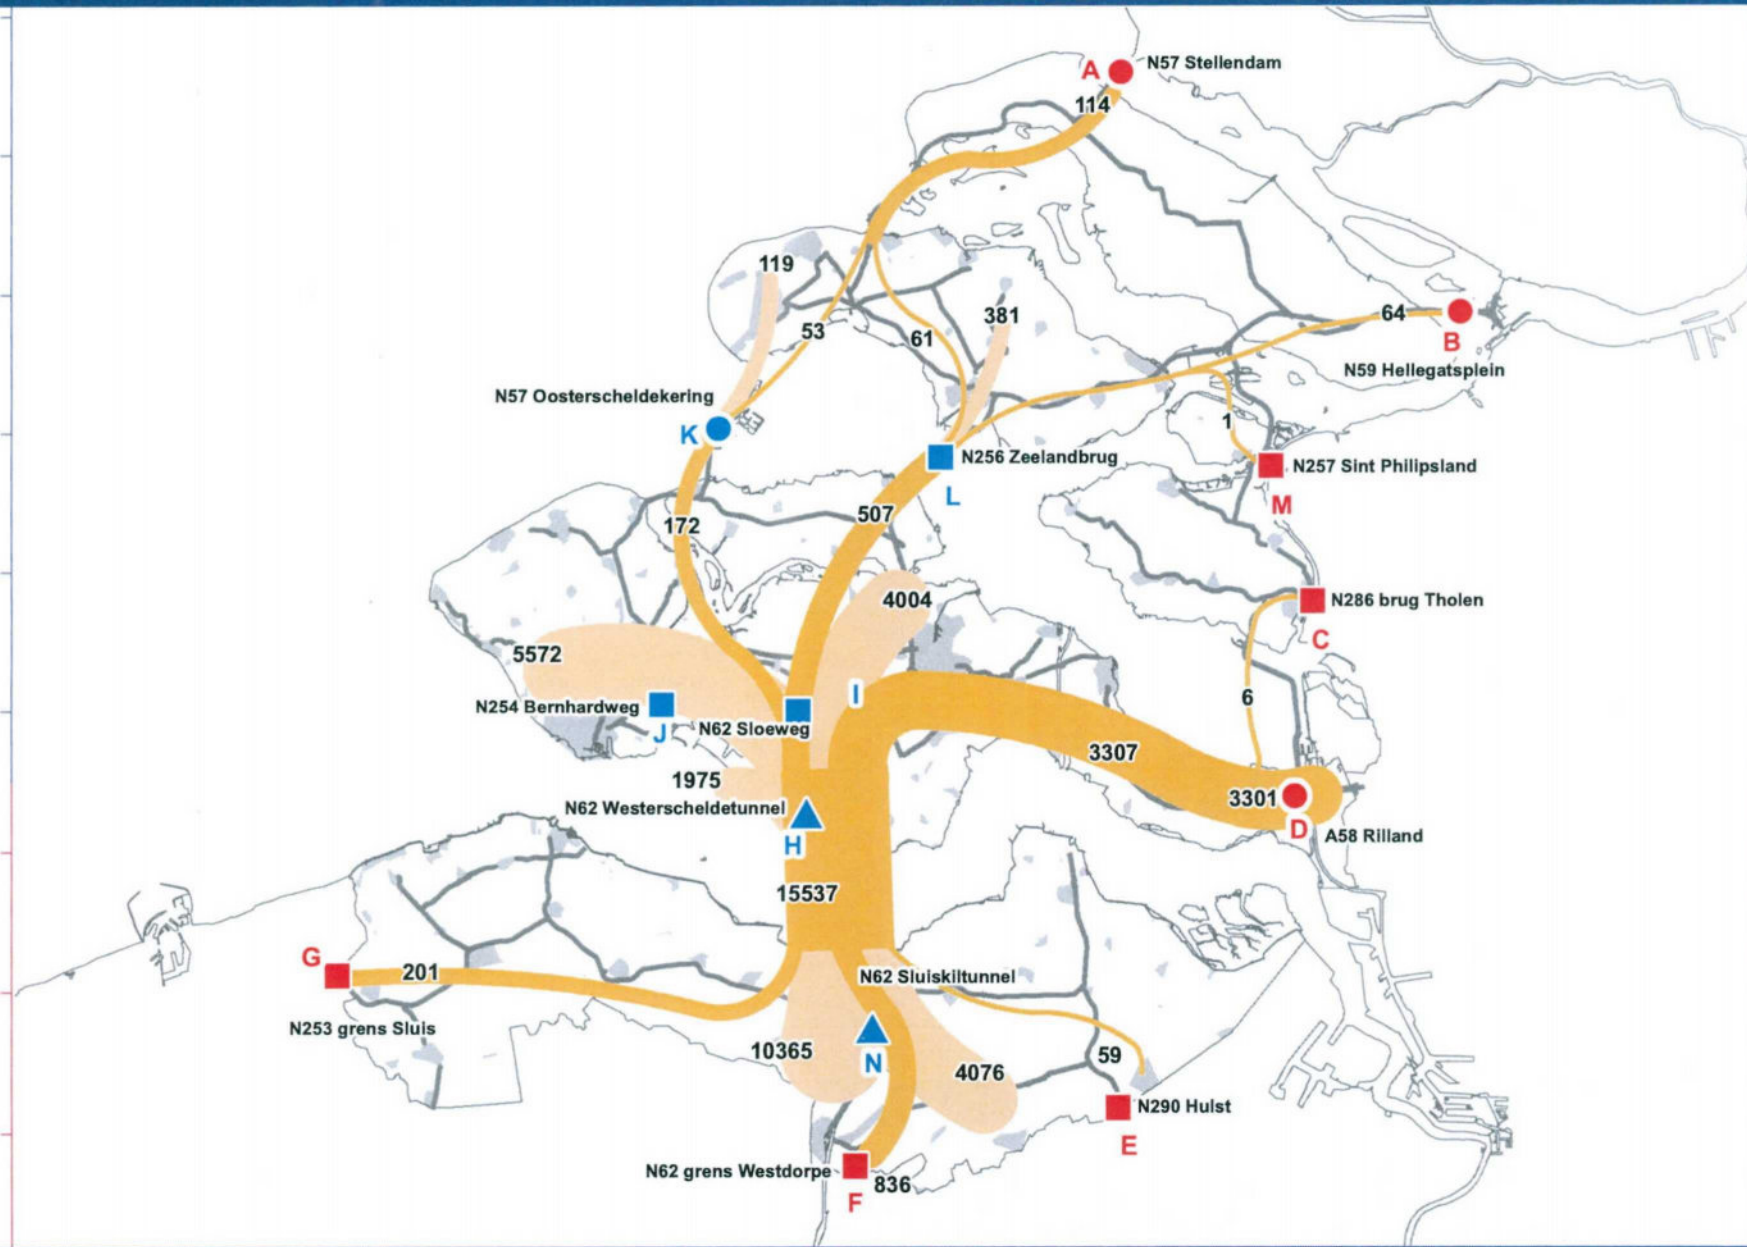 A
N57 Stellendam
114
119
381
53
61
64
B
N59 Hellegatsplein
N57 Oosterscheldekering
K
1
N256 Zeelandbrug
L
N257 Sint Philipsland
M
172
507
4004
N286 brug Tholen
C
5572
I
6
N254 Bernhardweg
J
N62 Sloeweg
3307
1975
3301
D
N62 Westerscheldetunnel
H
A58 Rilland
15537
G
201
N62 Sluiskiltunnel
N253 grens Sluis
10365
N
4076
59
N290 Hulst
E
N62 grens Westdorpe
836
F